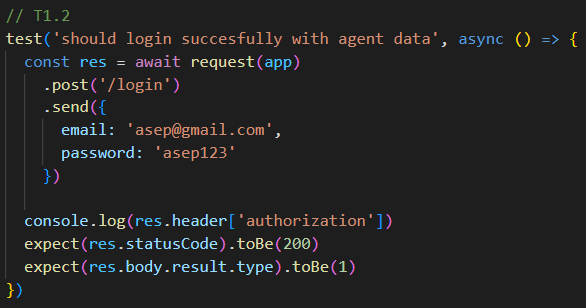 // T1.2
test('should login succesfully with agent data', async () => {
  const res = await request(app)
    .post('/login')
    .send({
      email: 'asep@gmail.com',
      password: 'asep123'
    })

  console.log(res.header['authorization'])
  expect(res.statusCode).toBe(200)
  expect(res.body.result.type).toBe(1)
})